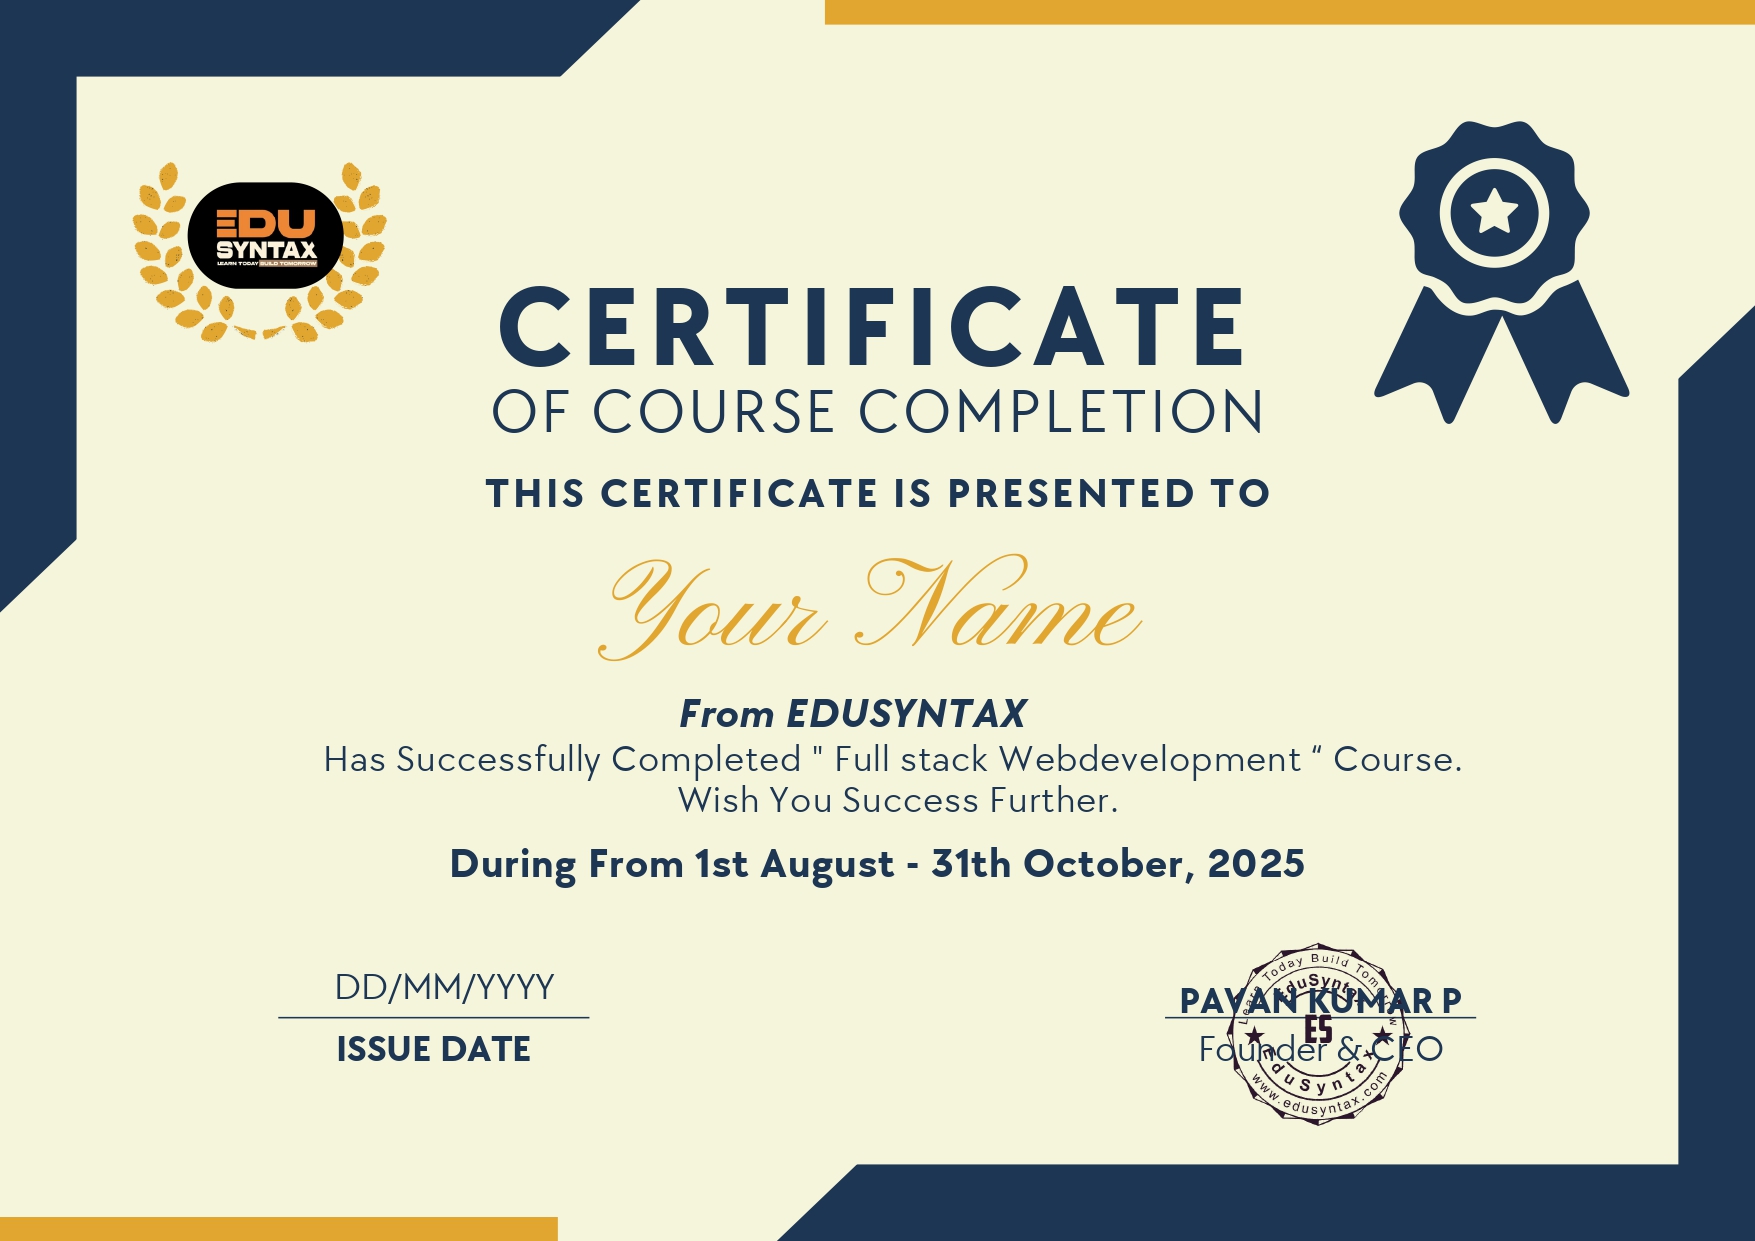 EDU
SYNTAX
LEARN TODAY BUILD TOMORROW
CERTIFICATE
OF COURSE COMPLETION
THIS CERTIFICATE IS PRESENTED TO
Your Name
From EDUSYNTAX
Has Successfully Completed " Full stack Webdevelopment “ Course.
Wish You Success Further.
During From 1st August - 31th October, 2025
DD/MM/YYYY
ISSUE DATE
PAVAN KUMAR P
Founder & CEO
Learn Today Build Tomorrow
EduSyntax
ES
EduSyntax
www.edusyntax.com